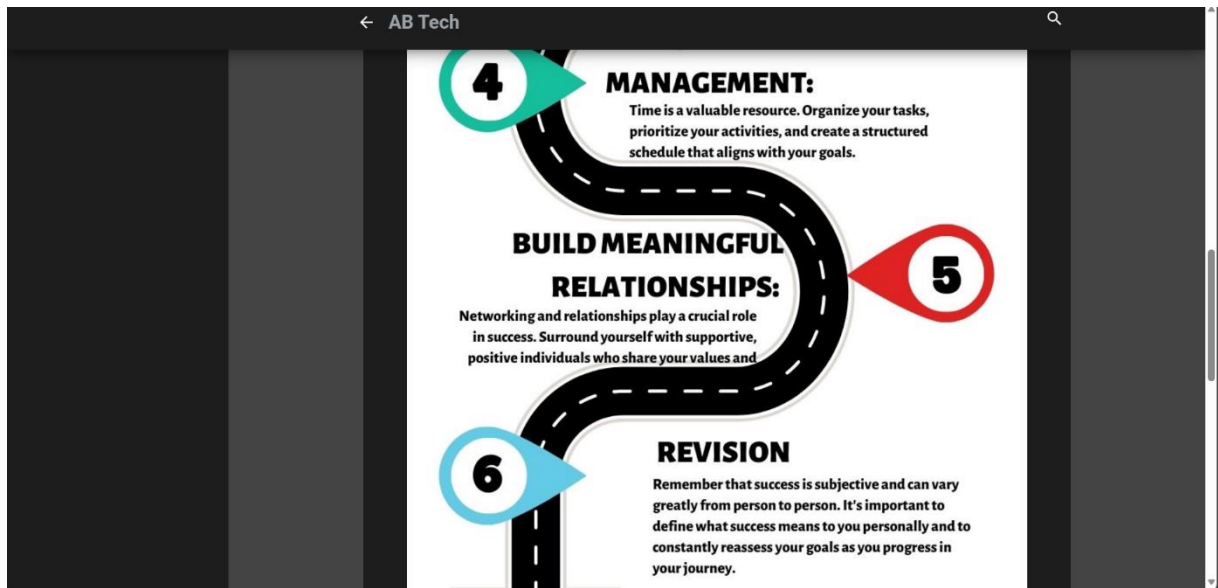 AB Tech
4
MANAGEMENT:
Time is a valuable resource. Organize your tasks,
prioritize your activities, and create a structured
schedule that aligns with your goals.
BUILD MEANINGFUL
RELATIONSHIPS:
5
Networking and relationships play a crucial role
in success. Surround yourself with supportive,
positive individuals who share your values and
6
REVISION
Remember that success is subjective and can vary
greatly from person to person. It's important to
define what success means to you personally and to
constantly reassess your goals as you progress in
your journey.